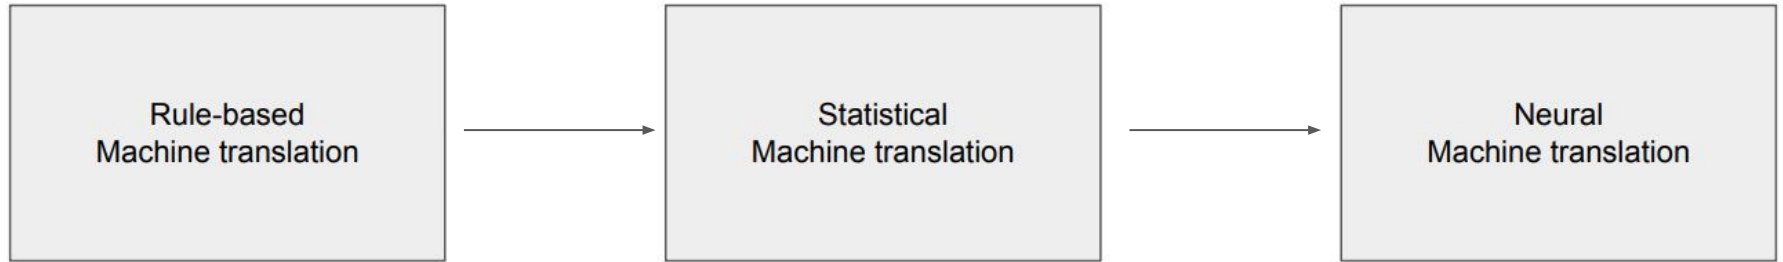 Rule-based
Machine translation
Statistical
Machine translation
Neural
Machine translation